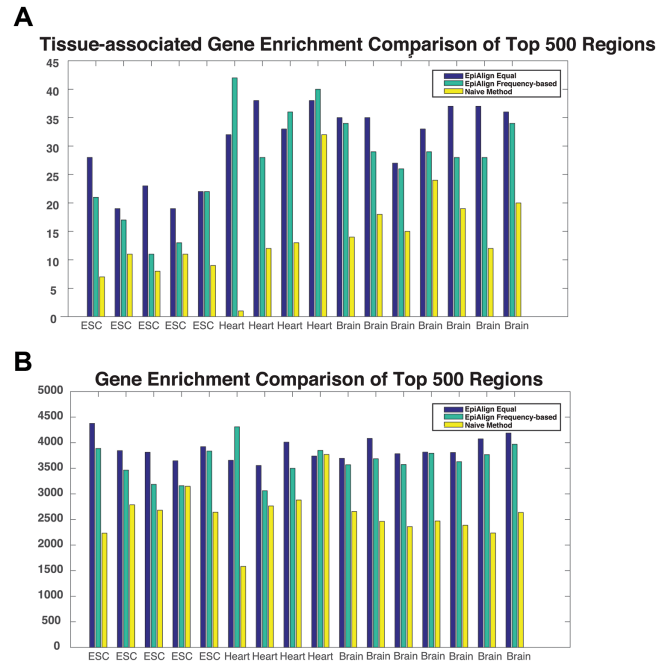 A
Tissue-associated Gene Enrichment Comparison of Top 500 Regions
EpiAlign Equal
EpiAlign Frequency-based
Naive Method
45
40
35
30
25
20
15
10
5
0
ESC ESC ESC ESC ESC Heart Heart Heart Heart Brain Brain Brain Brain Brain Brain Brain
B
Gene Enrichment Comparison of Top 500 Regions
EpiAlign Equal
EpiAlign Frequency-based
Naive Method
5000
4500
4000
3500
3000
2500
2000
1500
1000
500
0
ESC ESC ESC ESC ESC Heart Heart Heart Heart Brain Brain Brain Brain Brain Brain Brain